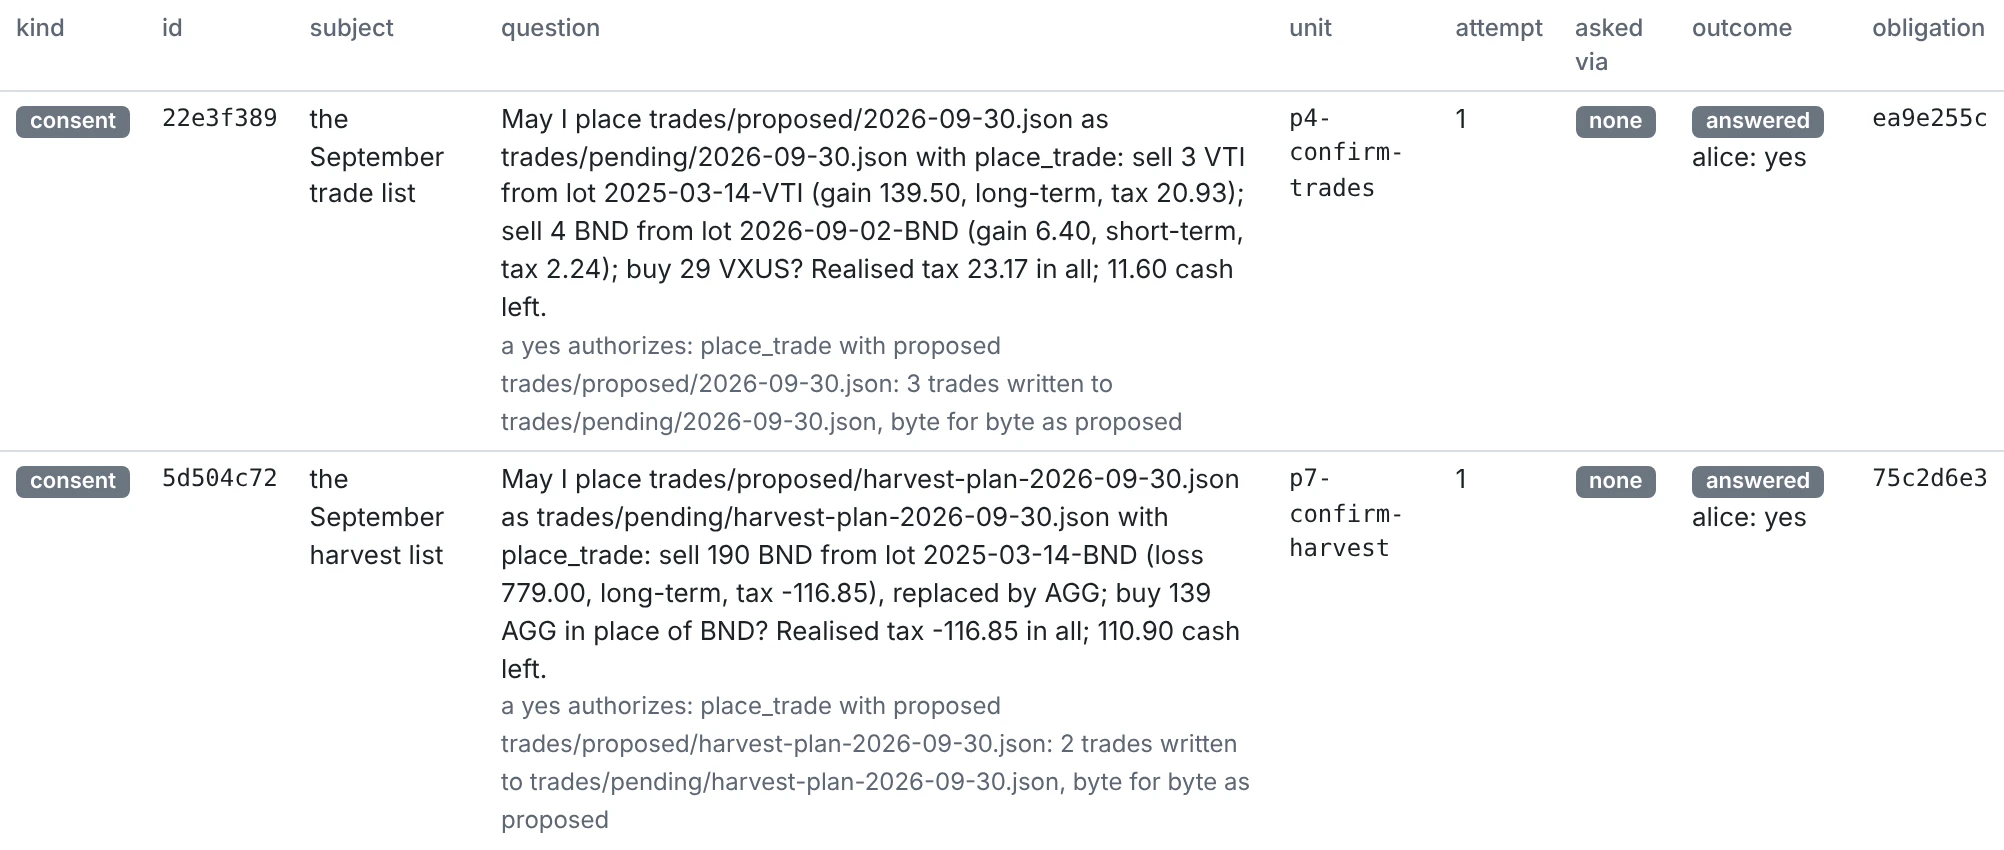 kind id subject question unit attempt asked via outcome obligation
consent 22e3f389 the September trade list
May I place trades/proposed/2026-09-30.json as
trades/pending/2026-09-30.json with place_trade: sell 3 VTI
from lot 2025-03-14-VTI (gain 139.50, long-term, tax 20.93);
sell 4 BND from lot 2026-09-02-BND (gain 6.40, short-term,
tax 2.24); buy 29 VXUS? Realised tax 23.17 in all; 11.60 cash
left.
a yes authorizes: place_trade with proposed
trades/proposed/2026-09-30.json: 3 trades written to
trades/pending/2026-09-30.json, byte for byte as proposed
p4-
confirm-
trades
1
none
answered
alice: yes
ea9e255c
consent 5d504c72 the September harvest list
May I place trades/proposed/harvest-plan-2026-09-30.json
as trades/pending/harvest-plan-2026-09-30.json with
place_trade: sell 190 BND from lot 2025-03-14-BND (loss
779.00, long-term, tax -116.85), replaced by AGG; buy 139
AGG in place of BND? Realised tax -116.85 in all; 110.90 cash
left.
a yes authorizes: place_trade with proposed
trades/proposed/harvest-plan-2026-09-30.json: 2 trades written
to trades/pending/harvest-plan-2026-09-30.json, byte for byte as
proposed
p7-
confirm-
harvest
1
none
answered
alice: yes
75c2d6e3